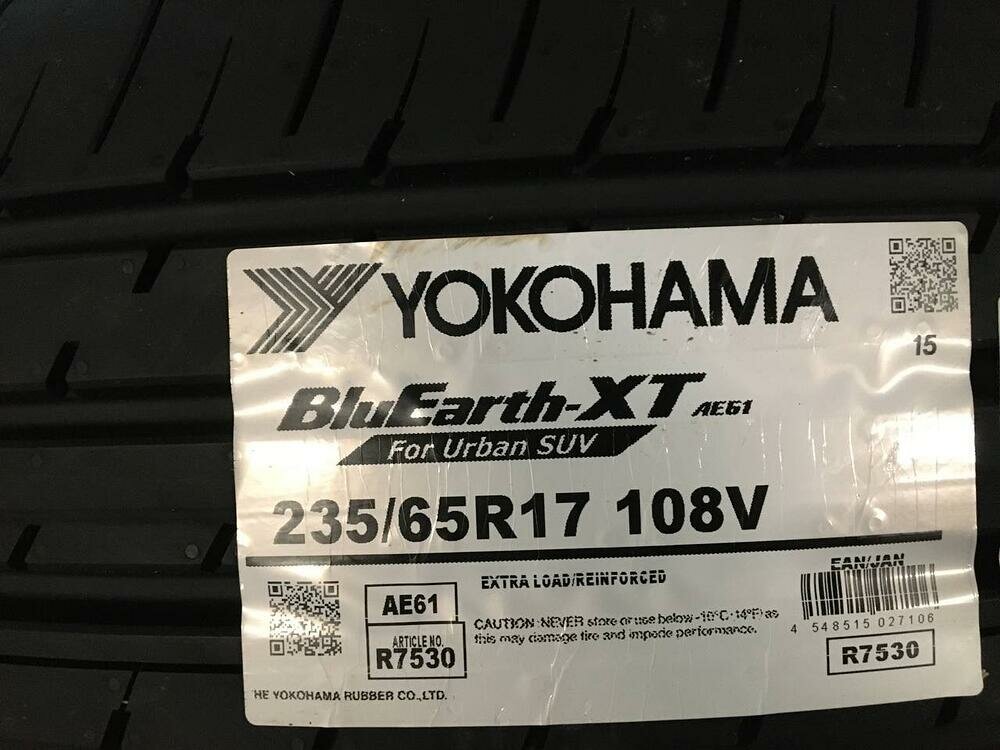 YOKOHAMA
15
BluEarth-XT AE61
For Urban SUV
235/65R17 108V
EXTRA LOAD/REINFORCED
EAN/JAN
AE61
CAUTION: NEVER store or use below -10°C (14°F) as
this may damage tire and impede performance.
4 548515 027106
ARTICLE NO.
R7530
R7530
HE YOKOHAMA RUBBER CO.,LTD.